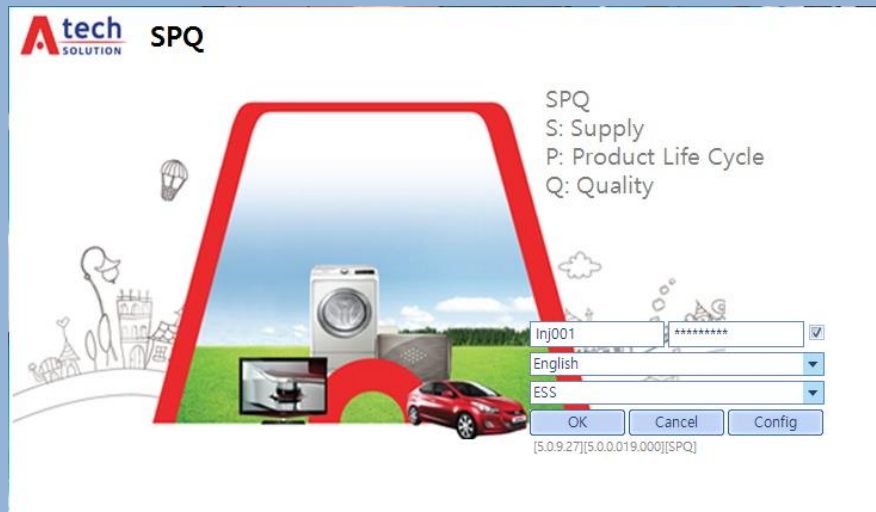 Atech
SOLUTION
SPQ
SPQ
S: Supply
P: Product Life Cycle
Q: Quality
Inj001 *********
English
ESS
OK Cancel Config
[5.0.9.27][5.0.0.019.000][SPQ]